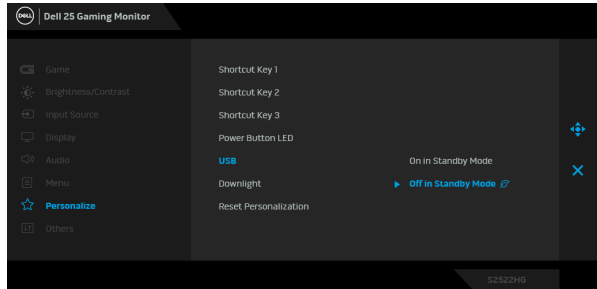 DELL Dell 25 Gaming Monitor
Game
Brightness/Contrast
Input Source
Display
Audio
Menu
Personalize
Others
Shortcut Key 1
Shortcut Key 2
Shortcut Key 3
Power Button LED
USB
On in Standby Mode
Downlight
Off in Standby Mode
Reset Personalization
S2522HG